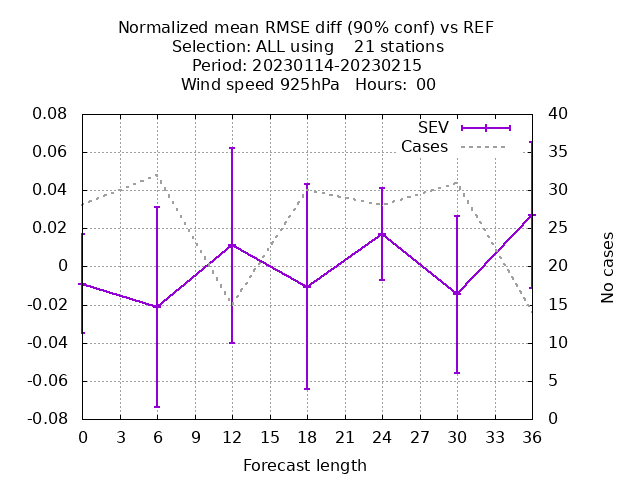 Normalized mean RMSE diff (90% conf) vs REF
Selection: ALL using    21 stations
Period: 20230114-20230215
Wind speed 925hPa   Hours:  00
0.08
0.06
0.04
0.02
0
-0.02
-0.04
-0.06
-0.08
SEV
Cases
40
35
30
25
20
15
10
5
0
No cases
0 3 6 9 12 15 18 21 24 27 30 33 36
Forecast length